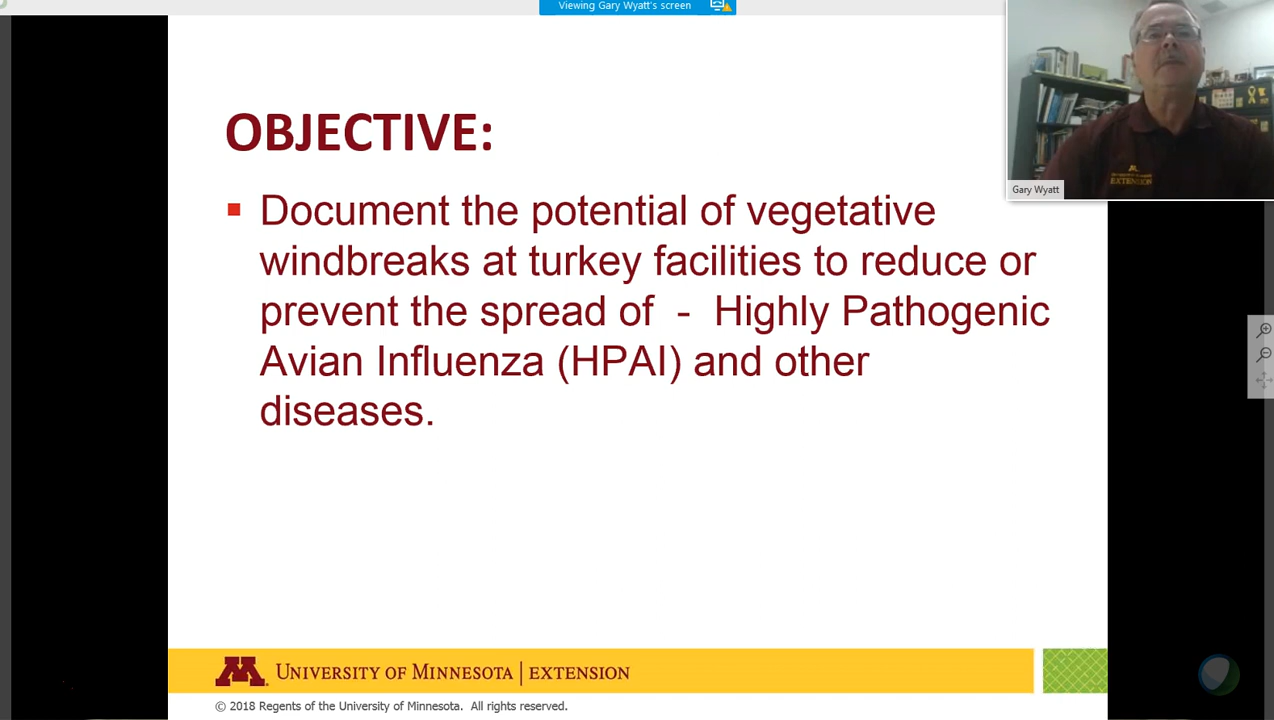 Viewing Gary Wyatt's screen
OBJECTIVE:
▪ Document the potential of vegetative
windbreaks at turkey facilities to reduce or
prevent the spread of - Highly Pathogenic
Avian Influenza (HPAI) and other
diseases.
Gary Wyatt
EXTENSION
UNIVERSITY OF MINNESOTA | EXTENSION
© 2018 Regents of the University of Minnesota. All rights reserved.